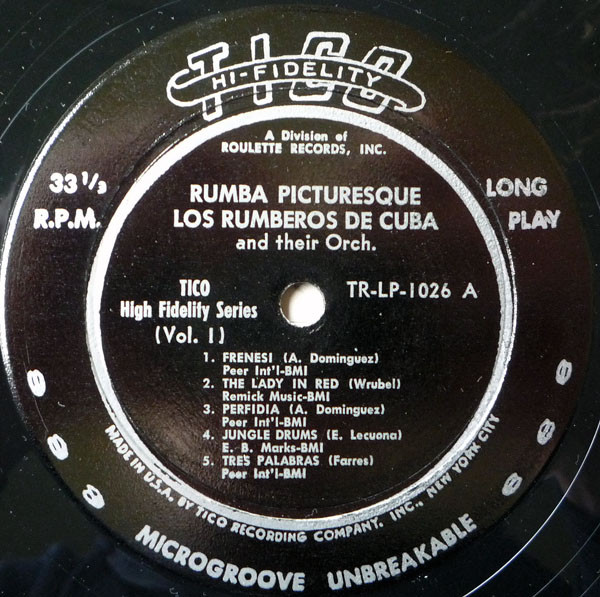 TICO
HI-FIDELITY
A Division of
ROULETTE RECORDS, INC.
33 1/3
R.P.M.
LONG
PLAY
RUMBA PICTURESQUE
LOS RUMBEROS DE CUBA
and their Orch.
TICO
High Fidelity Series
(Vol. 1)
TR-LP-1026 A
1. FRENESI (A. Dominguez)
Peer Int'l-BMI
2. THE LADY IN RED (Wrubel)
Remick Music-BMI
3. PERFIDIA (A. Dominguez)
Peer Int'l-BMI
4. JUNGLE DRUMS (E. Lecuona)
E. B. Marks-BMI
5. TRES PALABRAS (Farres)
Peer Int'l-BMI
MADE IN U.S.A. BY TICO RECORDING COMPANY, INC., NEW YORK CITY
MICROGROOVE UNBREAKABLE